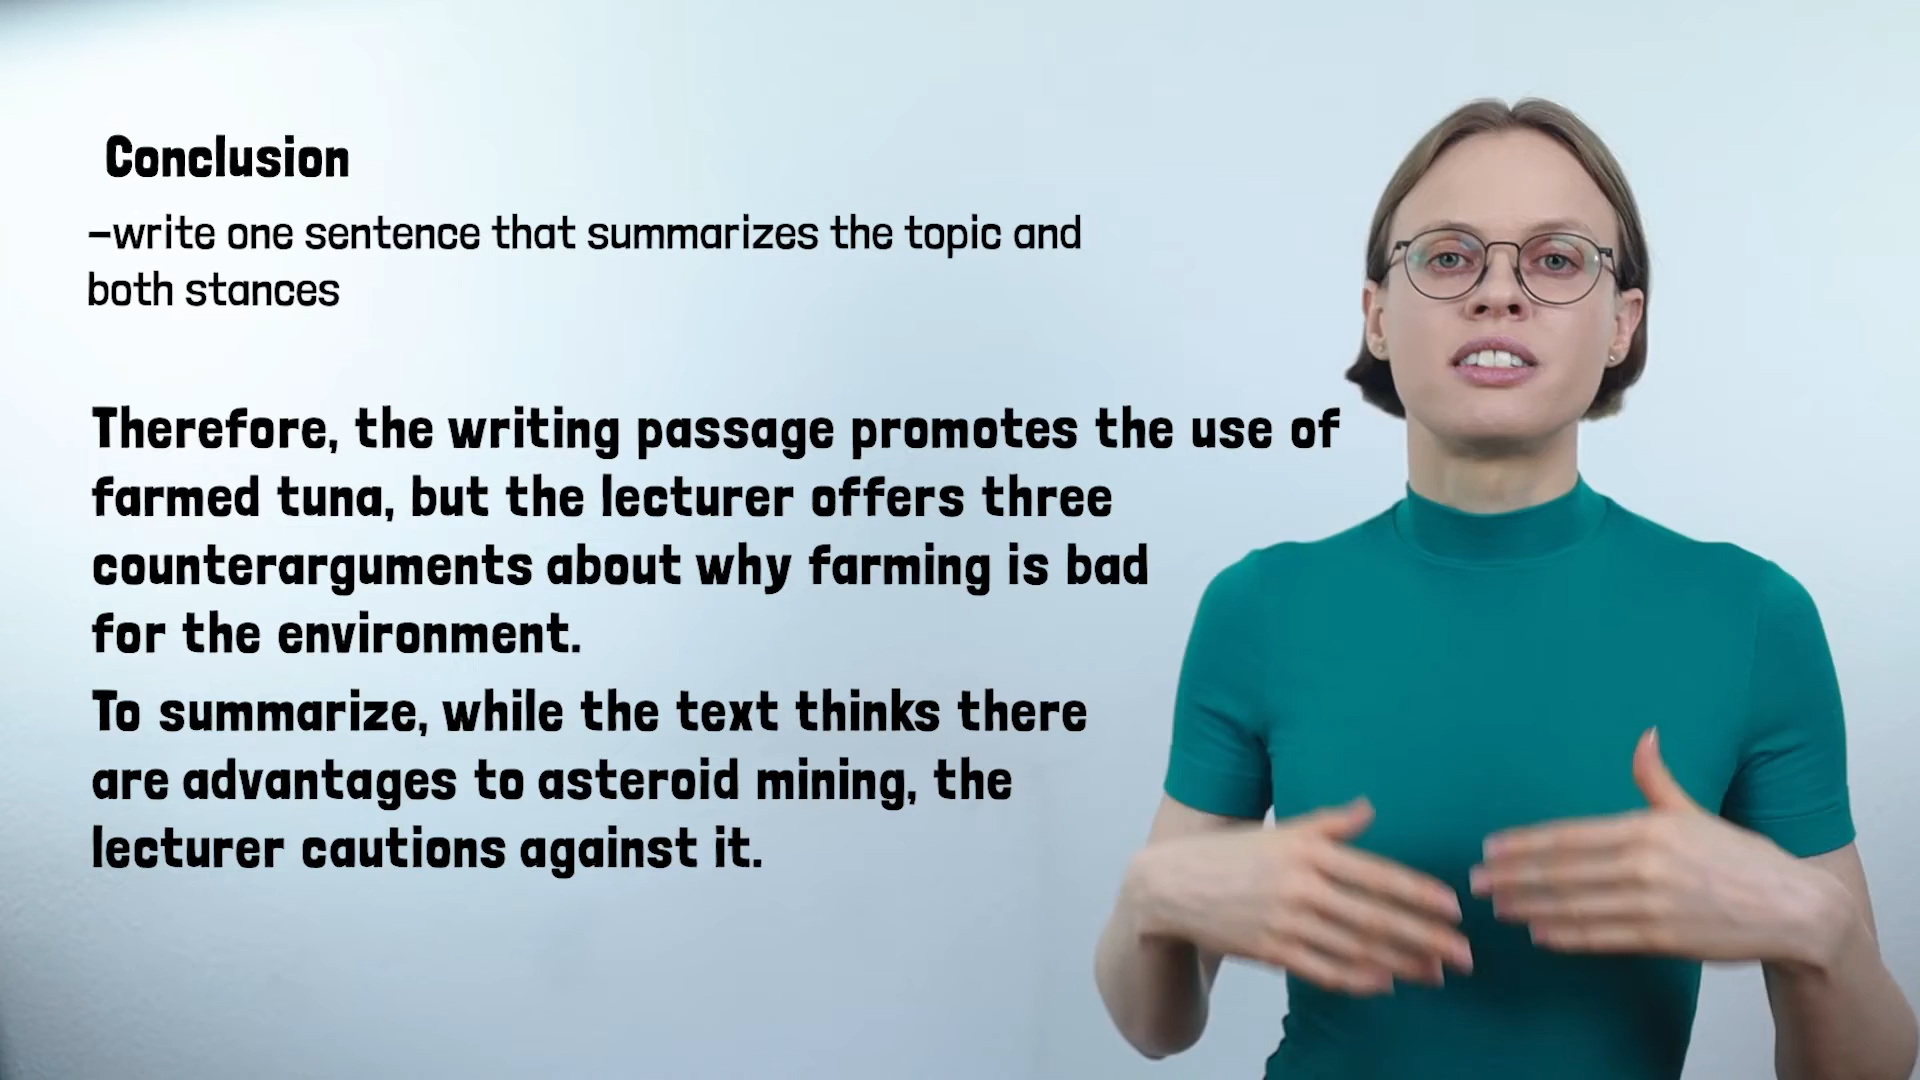 Conclusion
-write one sentence that summarizes the topic and
both stances
Therefore, the writing passage promotes the use of
farmed tuna, but the lecturer offers three
counterarguments about why farming is bad
for the environment.
To summarize, while the text thinks there
are advantages to asteroid mining, the
lecturer cautions against it.